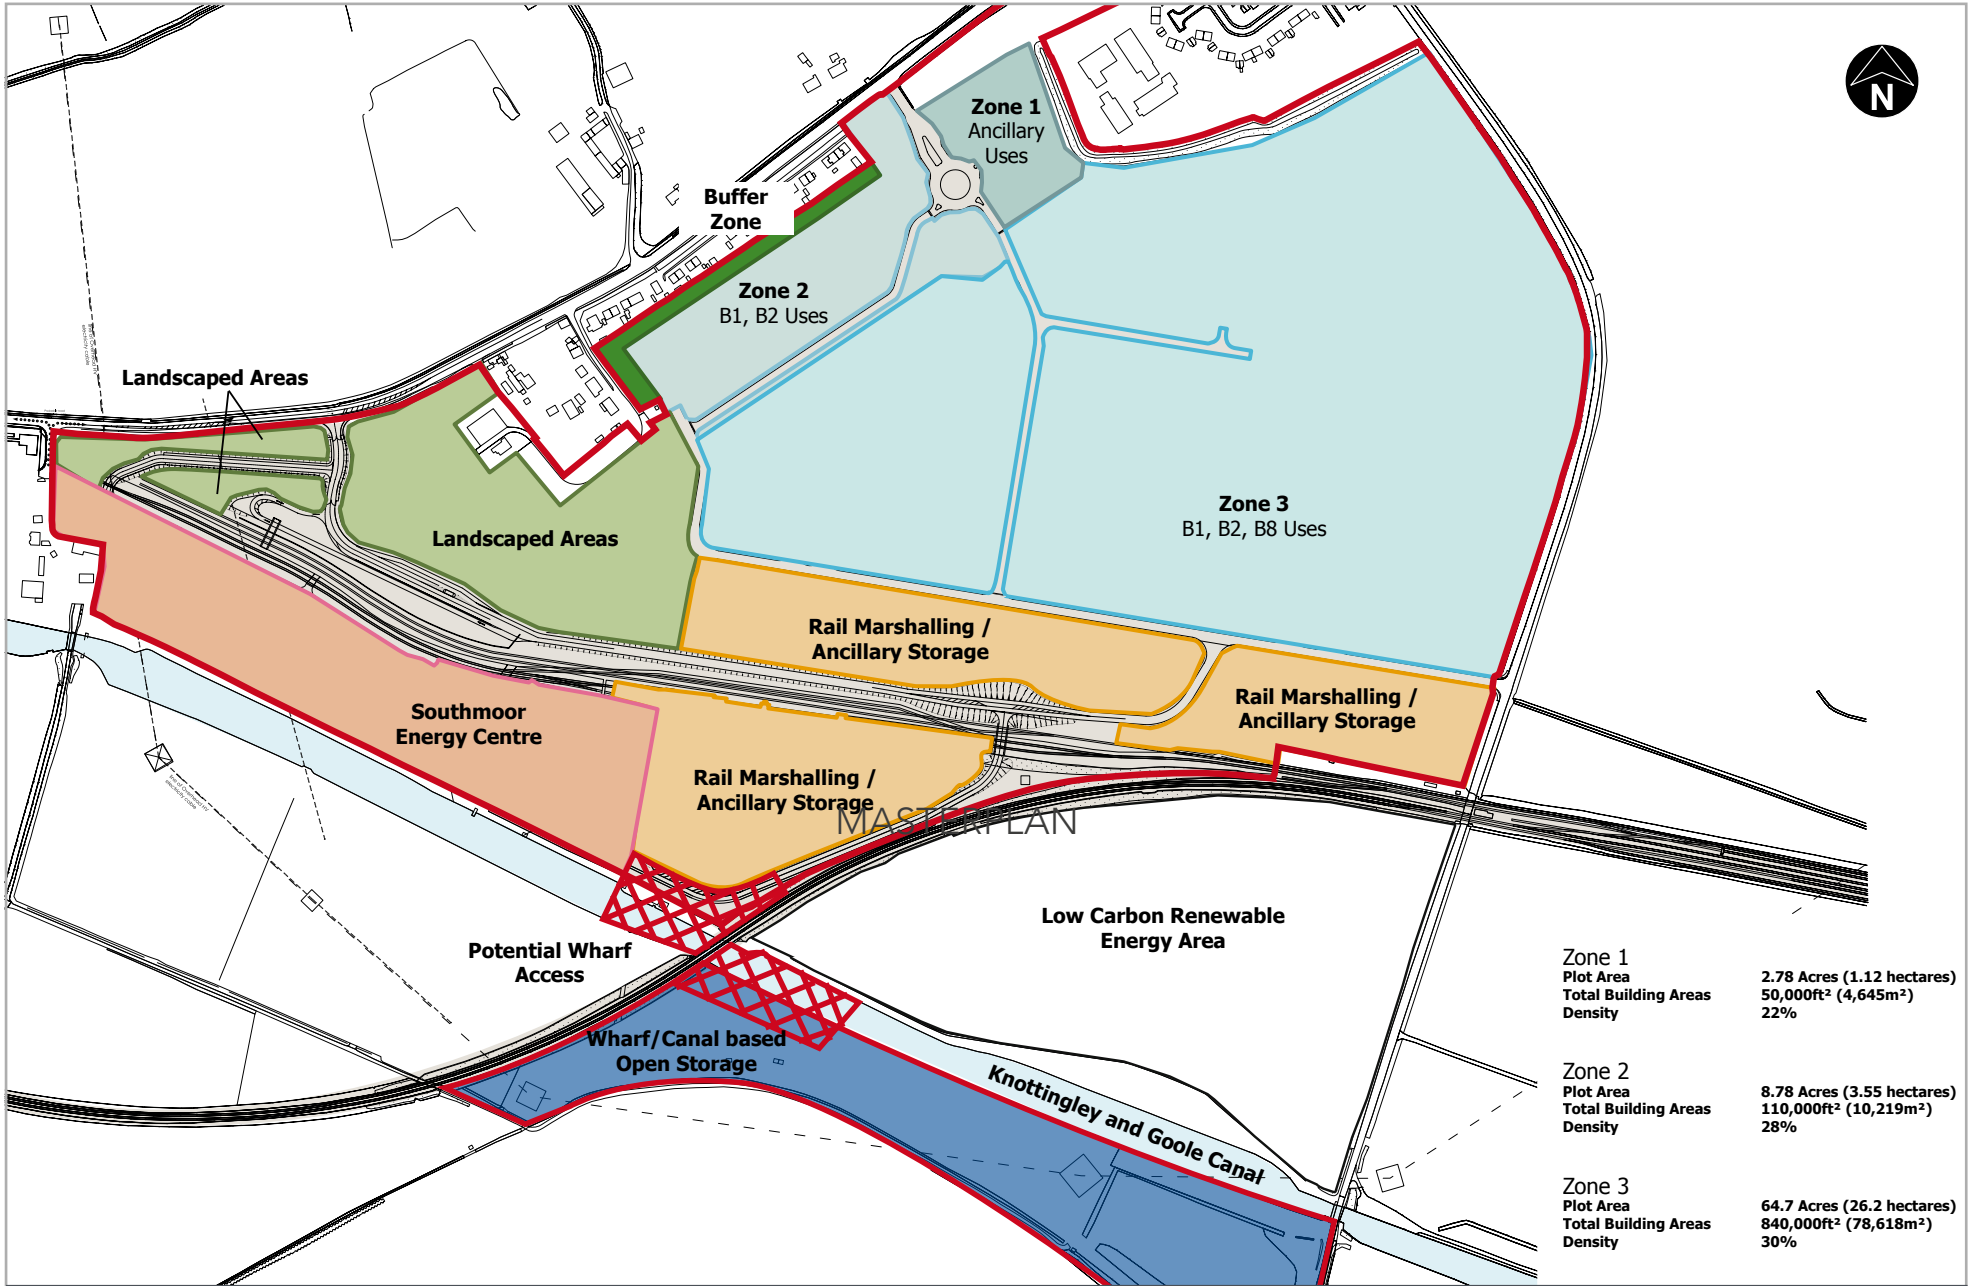 N
Zone 1
Ancillary
Uses
Buffer
Zone
Zone 2
B1, B2 Uses
Landscaped Areas
Zone 3
B1, B2, B8 Uses
Landscaped Areas
Rail Marshalling /
Ancillary Storage
Rail Marshalling /
Ancillary Storage
Southmoor
Energy Centre
Rail Marshalling /
Ancillary Storage
MASTERPLAN
Low Carbon Renewable
Energy Area
Potential Wharf
Access
Wharf/Canal based
Open Storage
Knottingley and Goole Canal
Zone 1
Plot Area 2.78 Acres (1.12 hectares)
Total Building Areas 50,000ft² (4,645m²)
Density 22%
Zone 2
Plot Area 8.78 Acres (3.55 hectares)
Total Building Areas 110,000ft² (10,219m²)
Density 28%
Zone 3
Plot Area 64.7 Acres (26.2 hectares)
Total Building Areas 840,000ft² (78,618m²)
Density 30%